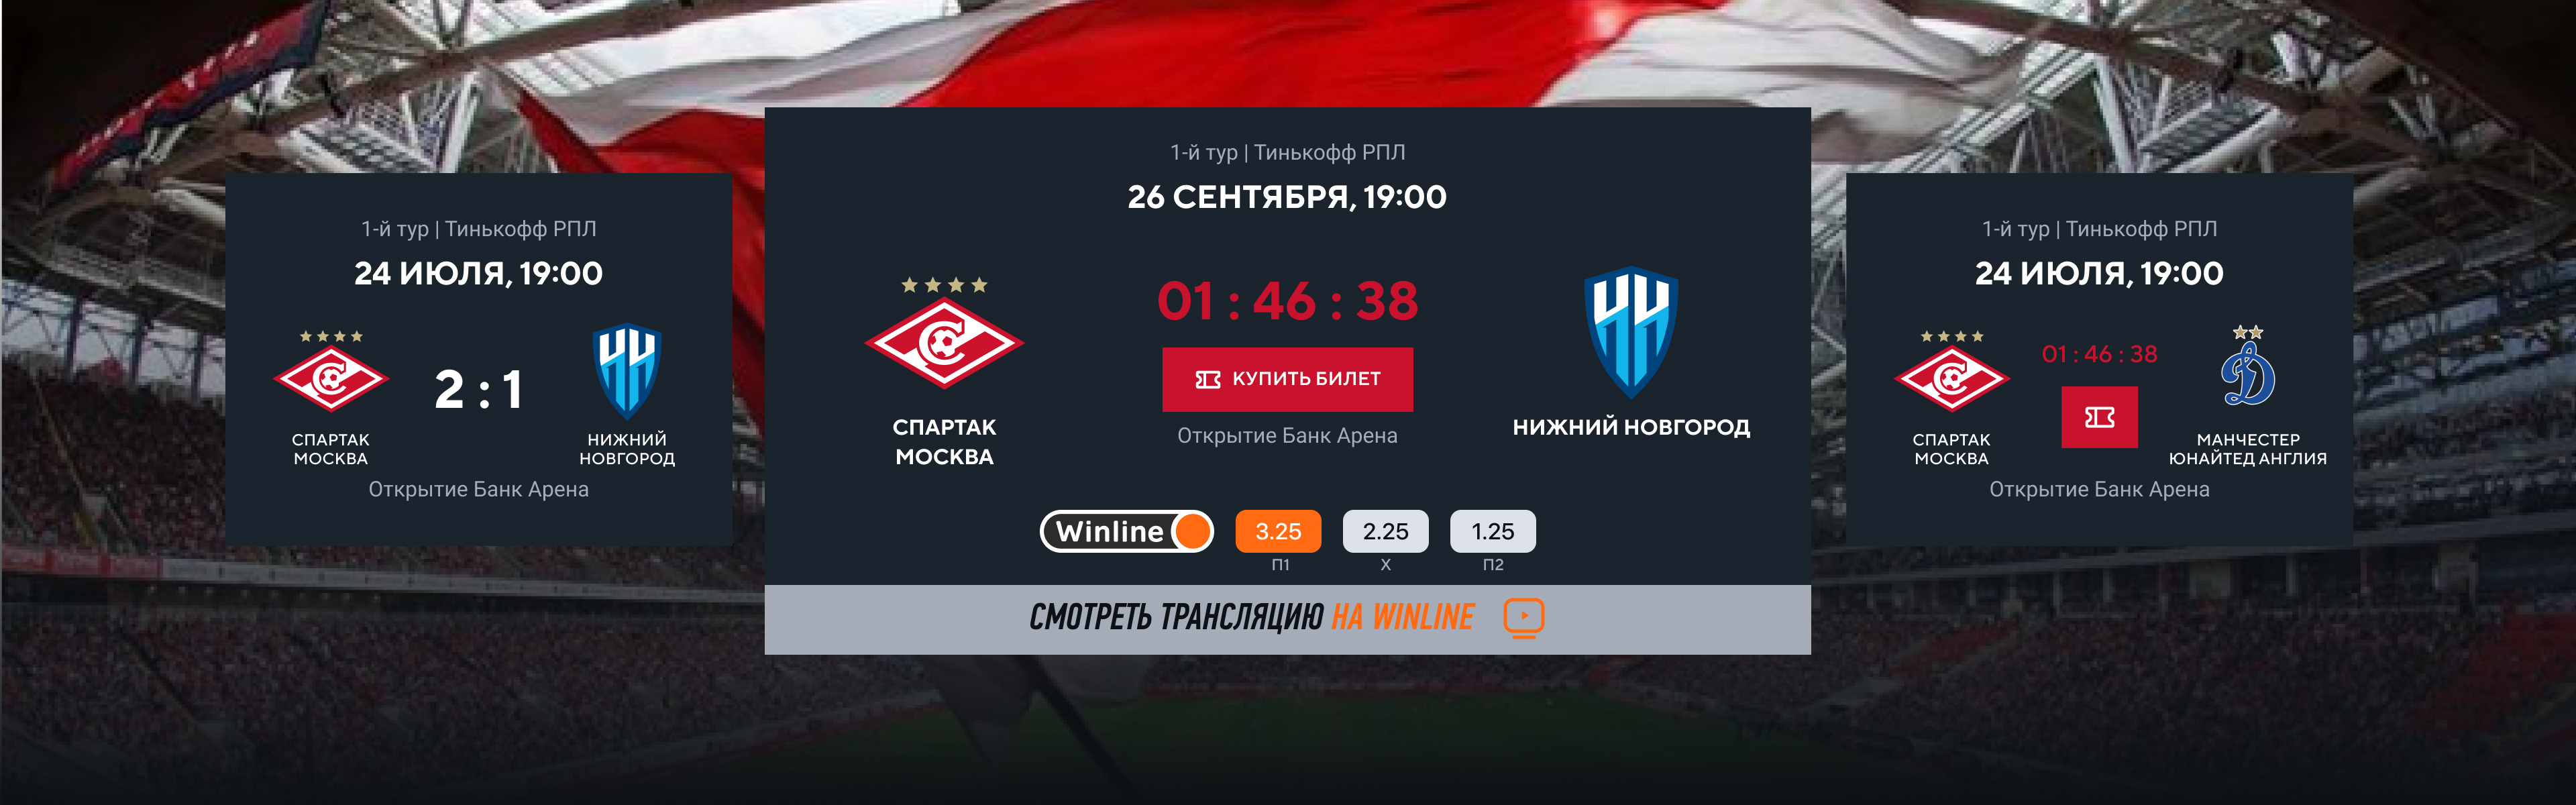 1-й тур | Тинькофф РПЛ
24 ИЮЛЯ, 19:00
2 : 1
СПАРТАК
МОСКВА
НИЖНИЙ
НОВГОРОД
Открытие Банк Арена
1-й тур | Тинькофф РПЛ
26 СЕНТЯБРЯ, 19:00
01 : 46 : 38
КУПИТЬ БИЛЕТ
Открытие Банк Арена
СПАРТАК
МОСКВА
НИЖНИЙ НОВГОРОД
Winline 3.25 2.25 1.25
П1 X П2
СМОТРЕТЬ ТРАНСЛЯЦИЮ НА WINLINE
1-й тур | Тинькофф РПЛ
24 ИЮЛЯ, 19:00
01 : 46 : 38
СПАРТАК
МОСКВА
МАНЧЕСТЕР
ЮНАЙТЕД АНГЛИЯ
Открытие Банк Арена